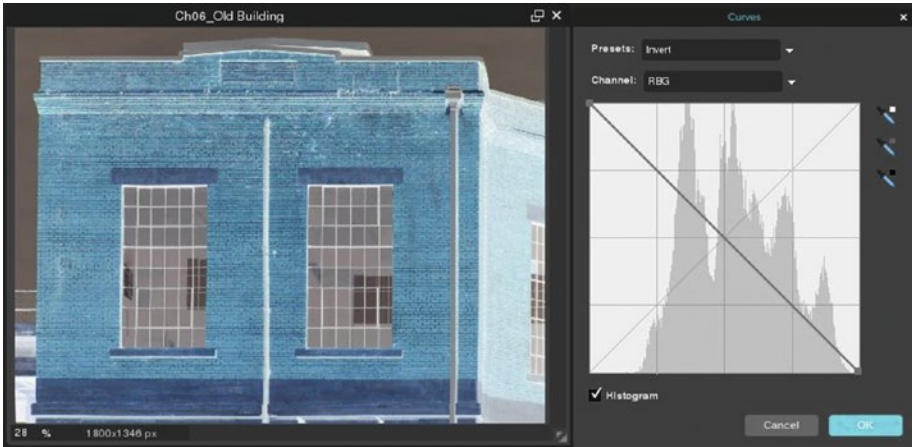 Ch06_Old Building
28 % 1800x1346 px
Curves
Presets: Invert
Channel: RBG
Histogram
Cancel OK